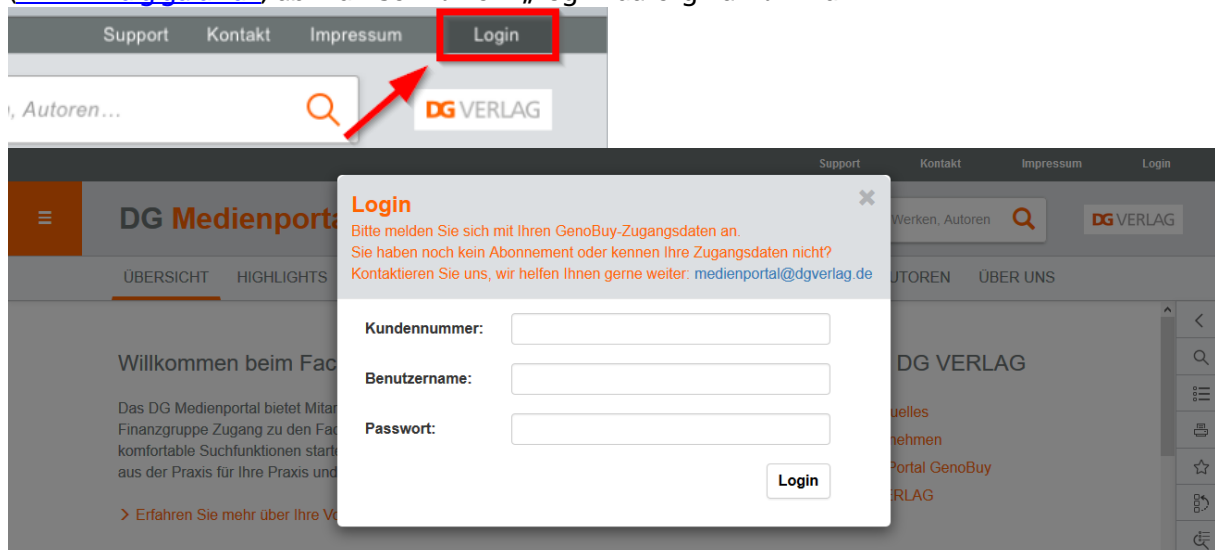 Support Kontakt Impressum Login
, Autoren...
DG VERLAG
Support Kontakt Impressum Login
DG Medienporta
Werken, Autoren
DG VERLAG
ÜBERSICHT HIGHLIGHTS
UTOREN ÜBER UNS
Login
Bitte melden Sie sich mit Ihren GenoBuy-Zugangsdaten an.
Sie haben noch kein Abonnement oder kennen Ihre Zugangsdaten nicht?
Kontaktieren Sie uns, wir helfen Ihnen gerne weiter: medienportal@dgverlag.de
Kundennummer:
Benutzername:
Passwort:
Login
Willkommen beim Fac
Das DG Medienportal bietet Mitar
Finanzgruppe Zugang zu den Fac
komfortable Suchfunktionen starte
aus der Praxis für Ihre Praxis und
> Erfahren Sie mehr über Ihre Vo
DG VERLAG
uelles
nehmen
Portal GenoBuy
ERLAG